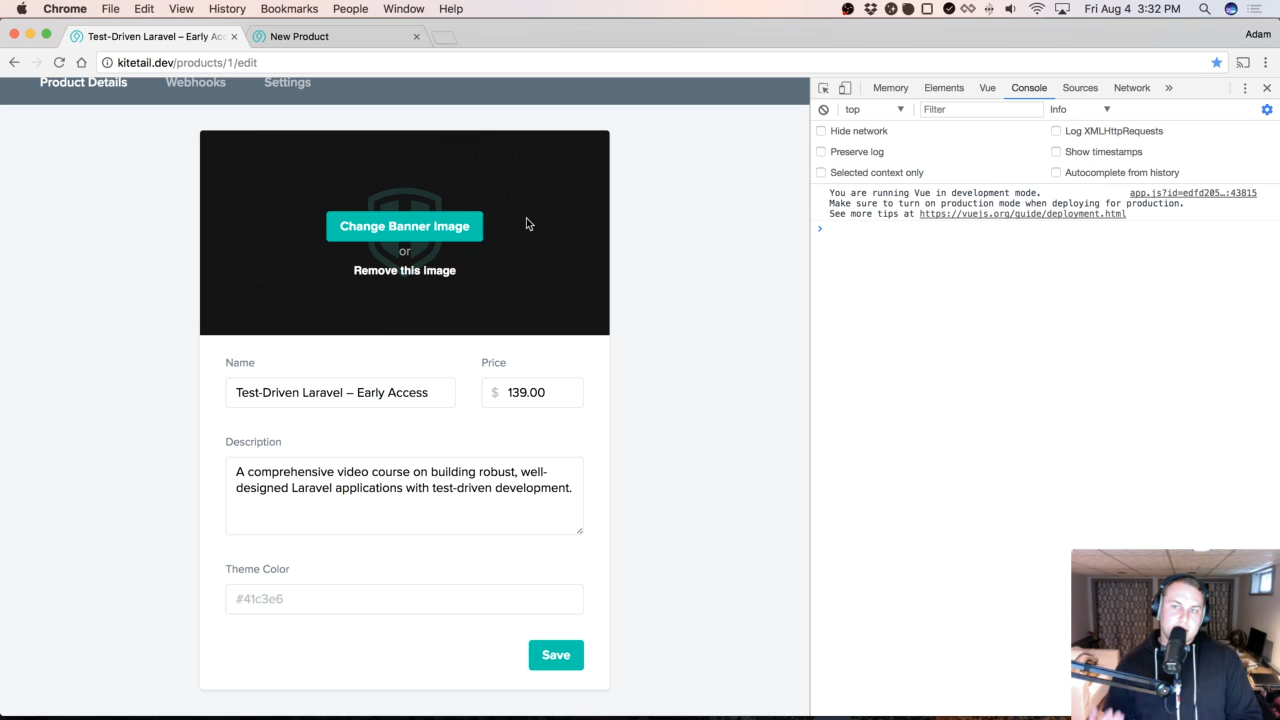 Chrome File Edit View History Bookmarks People Window Help Fri Aug 4 3:32 PM
Test-Driven Laravel – Early Acc New Product Adam
kitetail.dev/products/1/edit
Product Details Webhooks Settings
Memory Elements Vue Console Sources Network »
top Filter Info
Hide network Log XMLHttpRequests
Preserve log Show timestamps
Selected context only Autocomplete from history
You are running Vue in development mode. app.js?id=edfd205…:43815
Make sure to turn on production mode when deploying for production.
See more tips at https://vuejs.org/guide/deployment.html
Change Banner Image
or
Remove this image
Name Price
Test-Driven Laravel – Early Access $ 139.00
Description
A comprehensive video course on building robust, well-
designed Laravel applications with test-driven development.
Theme Color
#41c3e6
Save